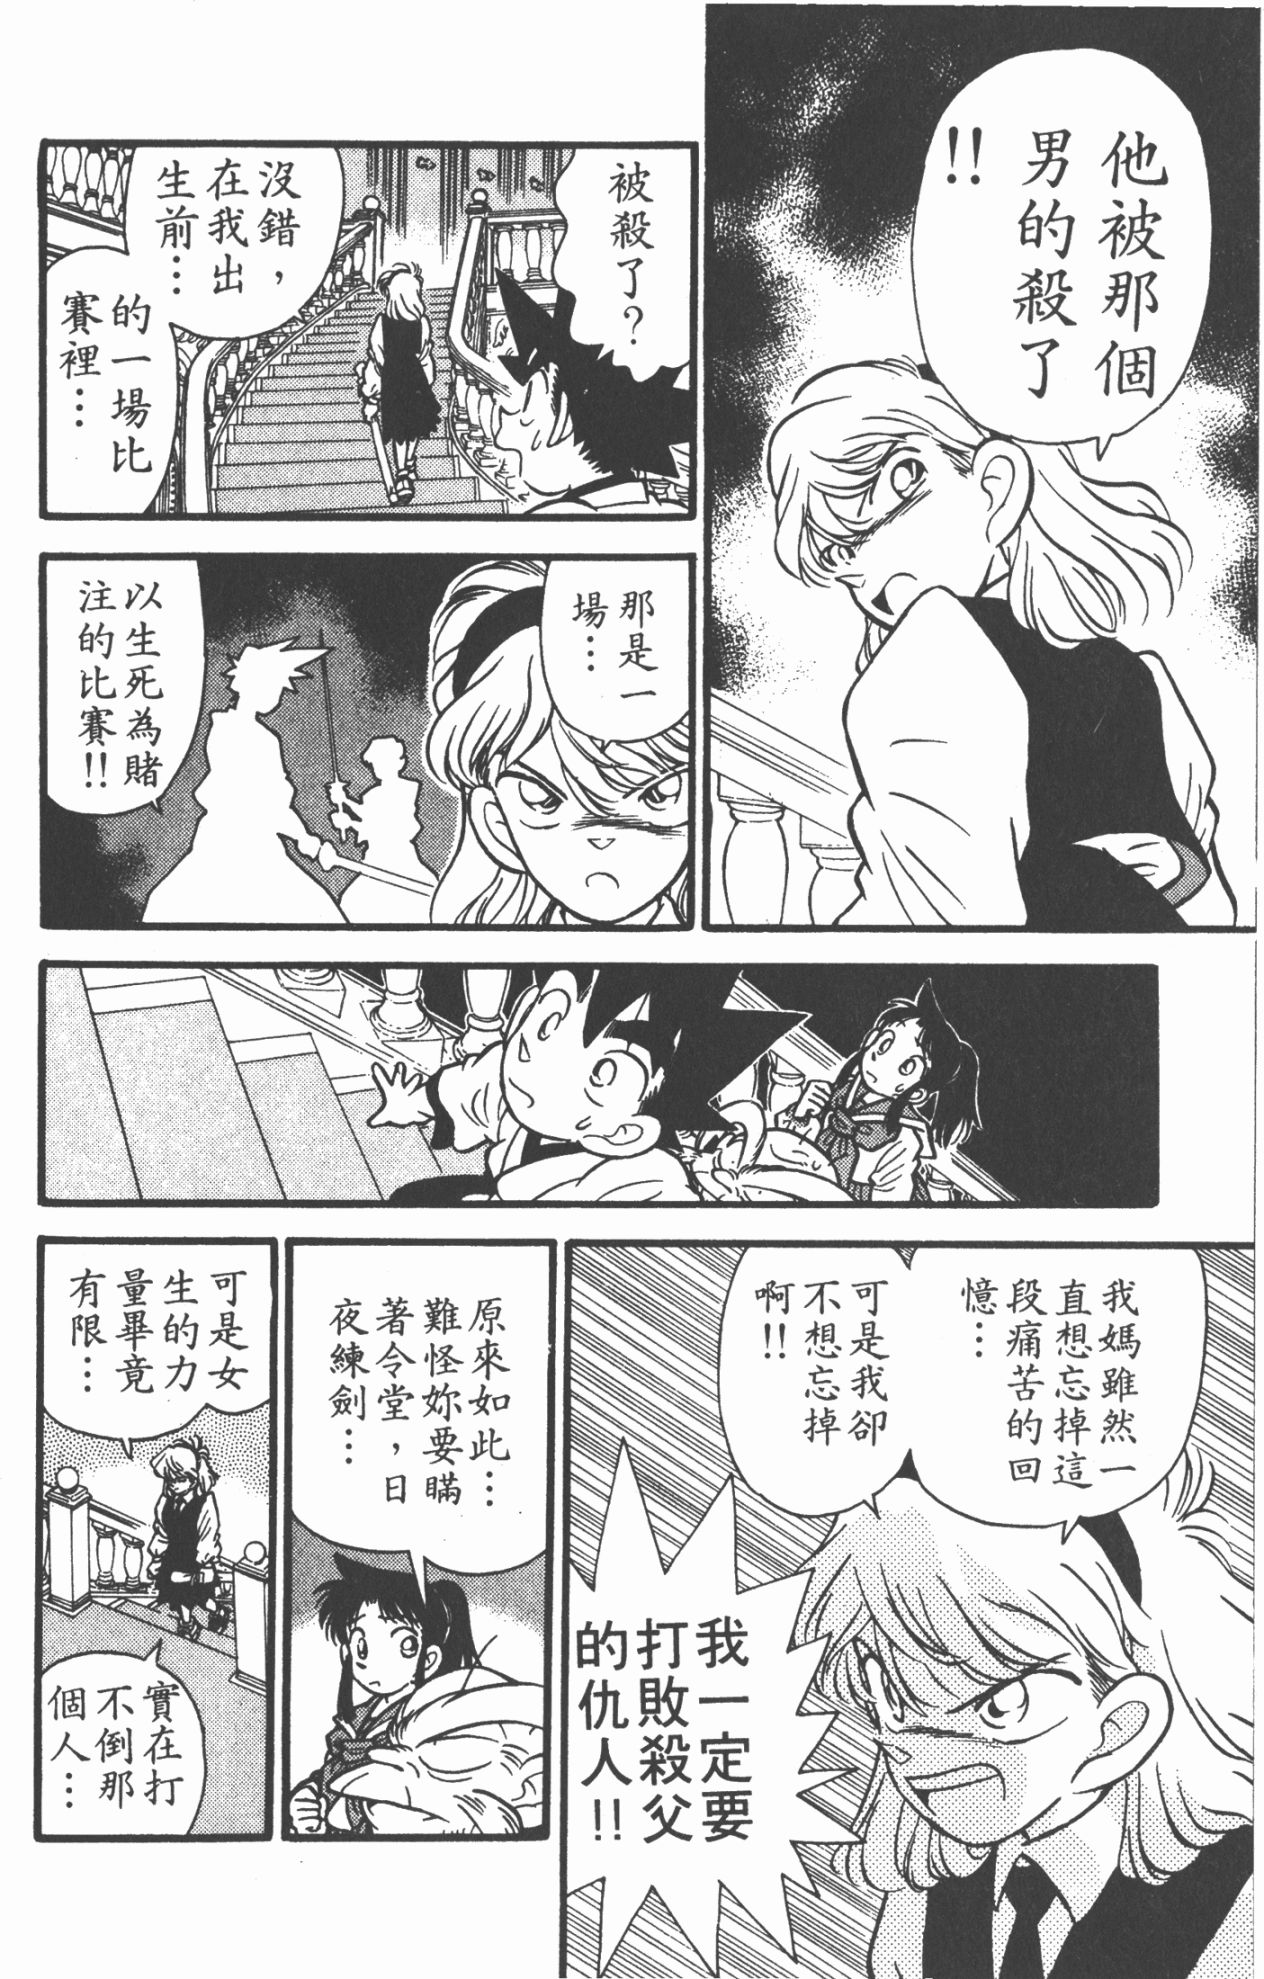 他被那個
男的殺了
!!
被殺了?
沒錯，
在我出
生前…
的一場比
賽裡…
那是一
場…
以生死為賭
注的比賽!!
我媽雖然一
直想忘掉這
段痛苦的回
憶…
可是我卻
不想忘掉
啊!!
我一定要
打敗殺父
的仇人!!
原來如此…
難怪妳要瞞
著令堂，日
夜練劍…
可是女
生的力
量畢竟
有限…
實在打
不倒那
個人…